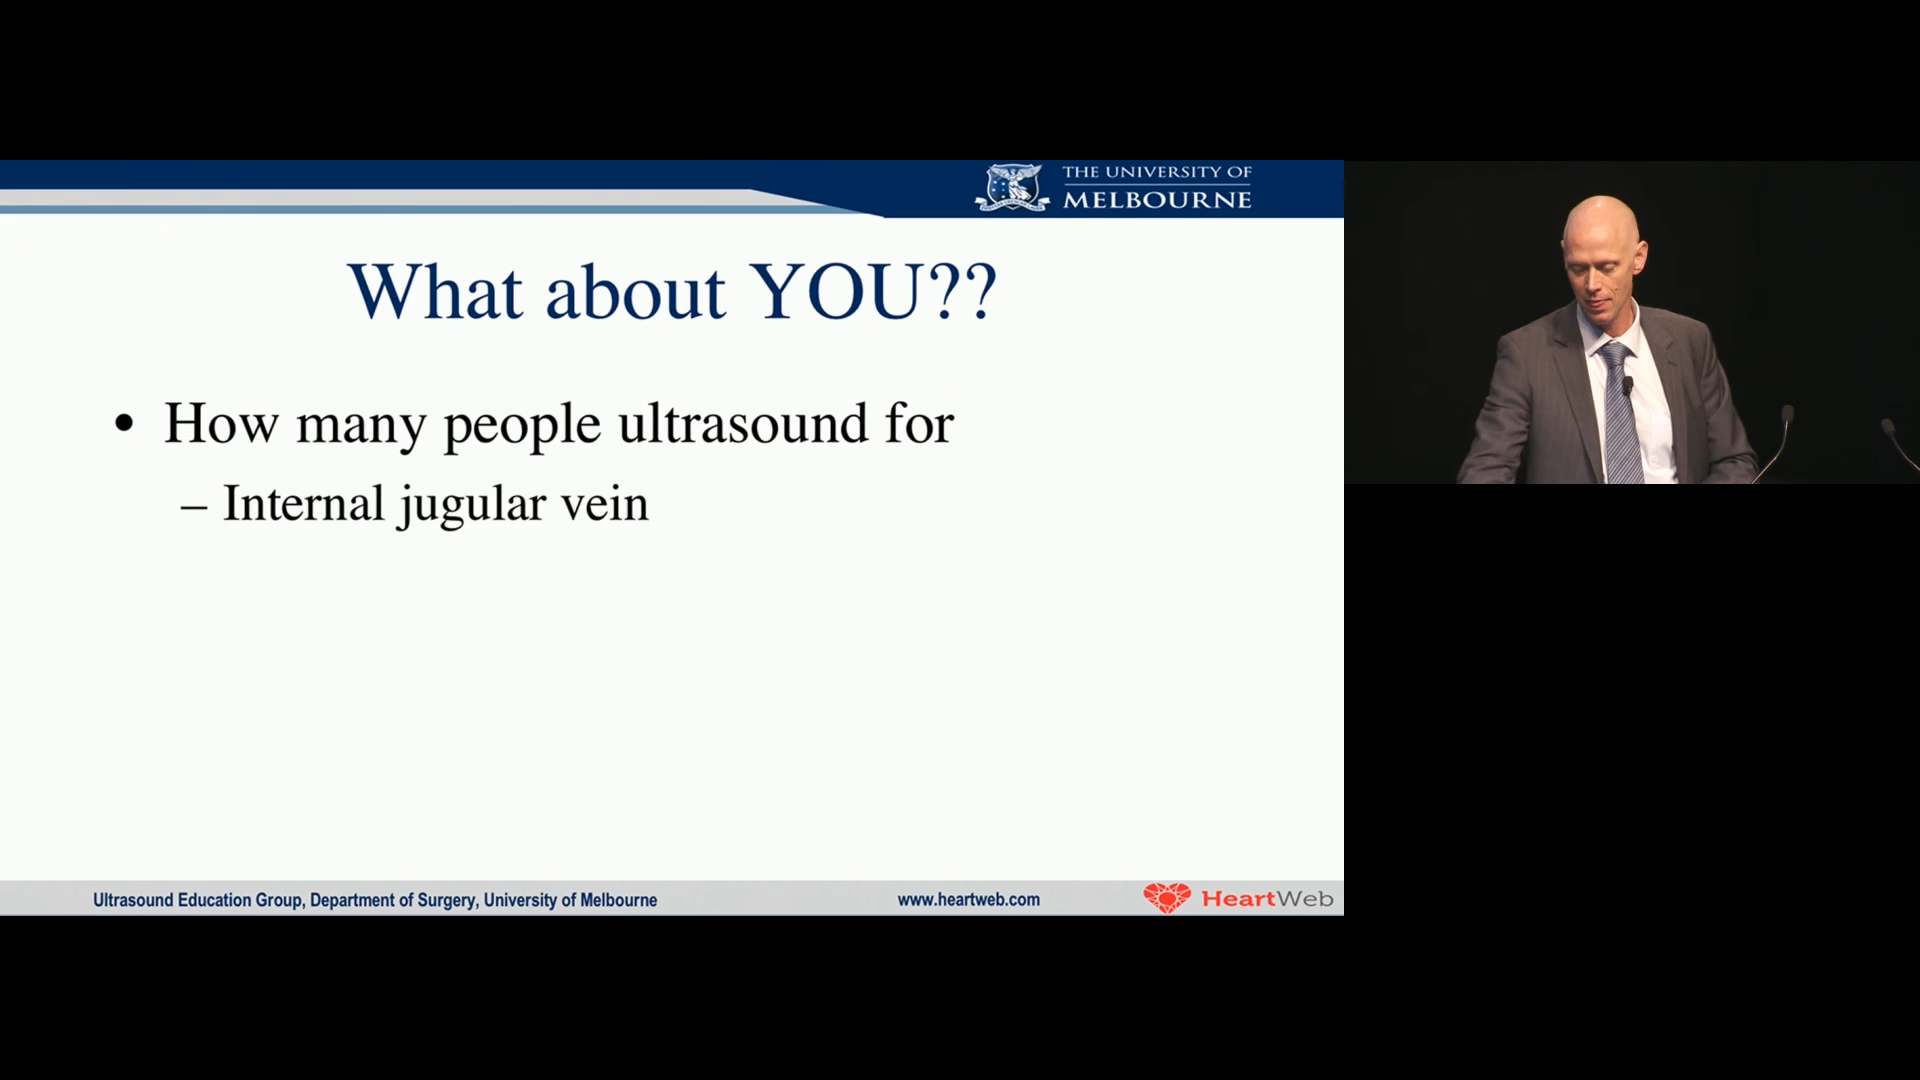 THE UNIVERSITY OF
MELBOURNE
What about YOU??
• How many people ultrasound for
– Internal jugular vein
Ultrasound Education Group, Department of Surgery, University of Melbourne
www.heartweb.com
HeartWeb